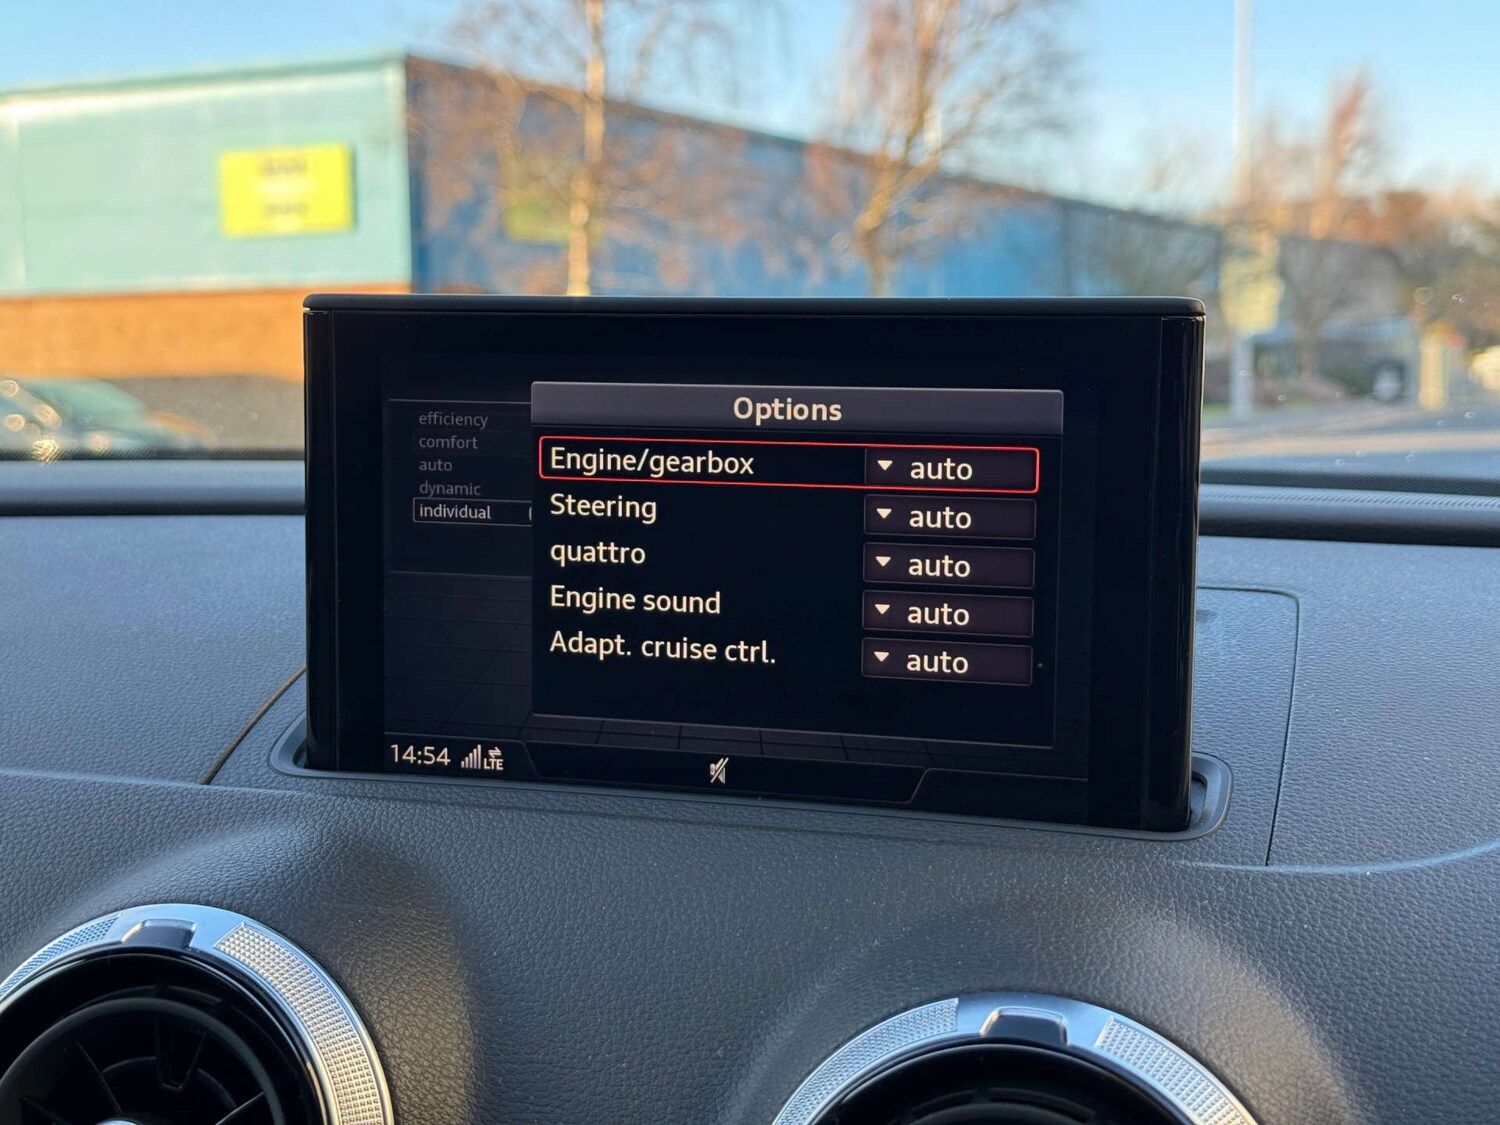 Options
efficiency
comfort
auto
dynamic
individual
Engine/gearbox auto
Steering auto
quattro auto
Engine sound auto
Adapt. cruise ctrl. auto
14:54 LTE